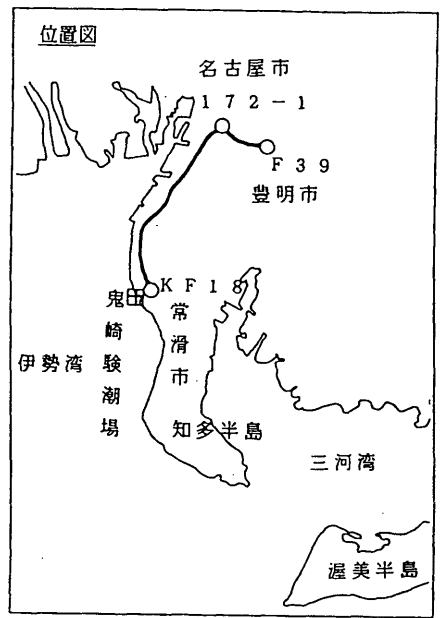 位置図
名古屋市
172-1
F39
豊明市
KF18
鬼崎験潮場
常滑市
伊勢湾
知多半島
三河湾
渥美半島